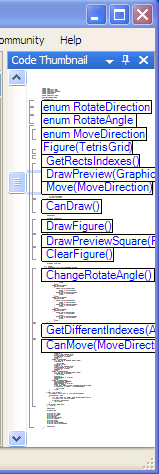 ommunity Help
Code Thumbnail
enum RotateDirection
enum RotateAngle
enum MoveDirection
Figure(TetrisGrid)
GetRectsIndexes()
DrawPreview(Graphic
Move(MoveDirection)
CanDraw()
DrawFigure()
DrawPreviewSquare(F
ClearFigure()
ChangeRotateAngle()
GetDifferentIndexes(A
CanMove(MoveDirect